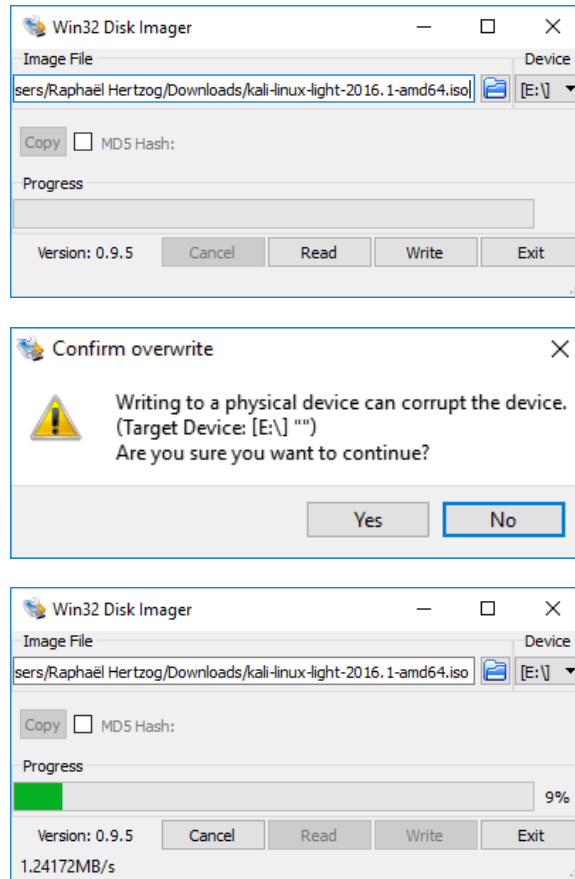 Win32 Disk Imager
Image File Device
sers/Raphaël Hertzog/Downloads/kali-linux-light-2016.1-amd64.iso [E:\]
Copy MD5 Hash:
Progress
Version: 0.9.5 Cancel Read Write Exit
Confirm overwrite
Writing to a physical device can corrupt the device.
(Target Device: [E:\] "")
Are you sure you want to continue?
Yes No
Win32 Disk Imager
Image File Device
sers/Raphaël Hertzog/Downloads/kali-linux-light-2016.1-amd64.iso [E:\]
Copy MD5 Hash:
Progress
9%
Version: 0.9.5 Cancel Read Write Exit
1.24172MB/s